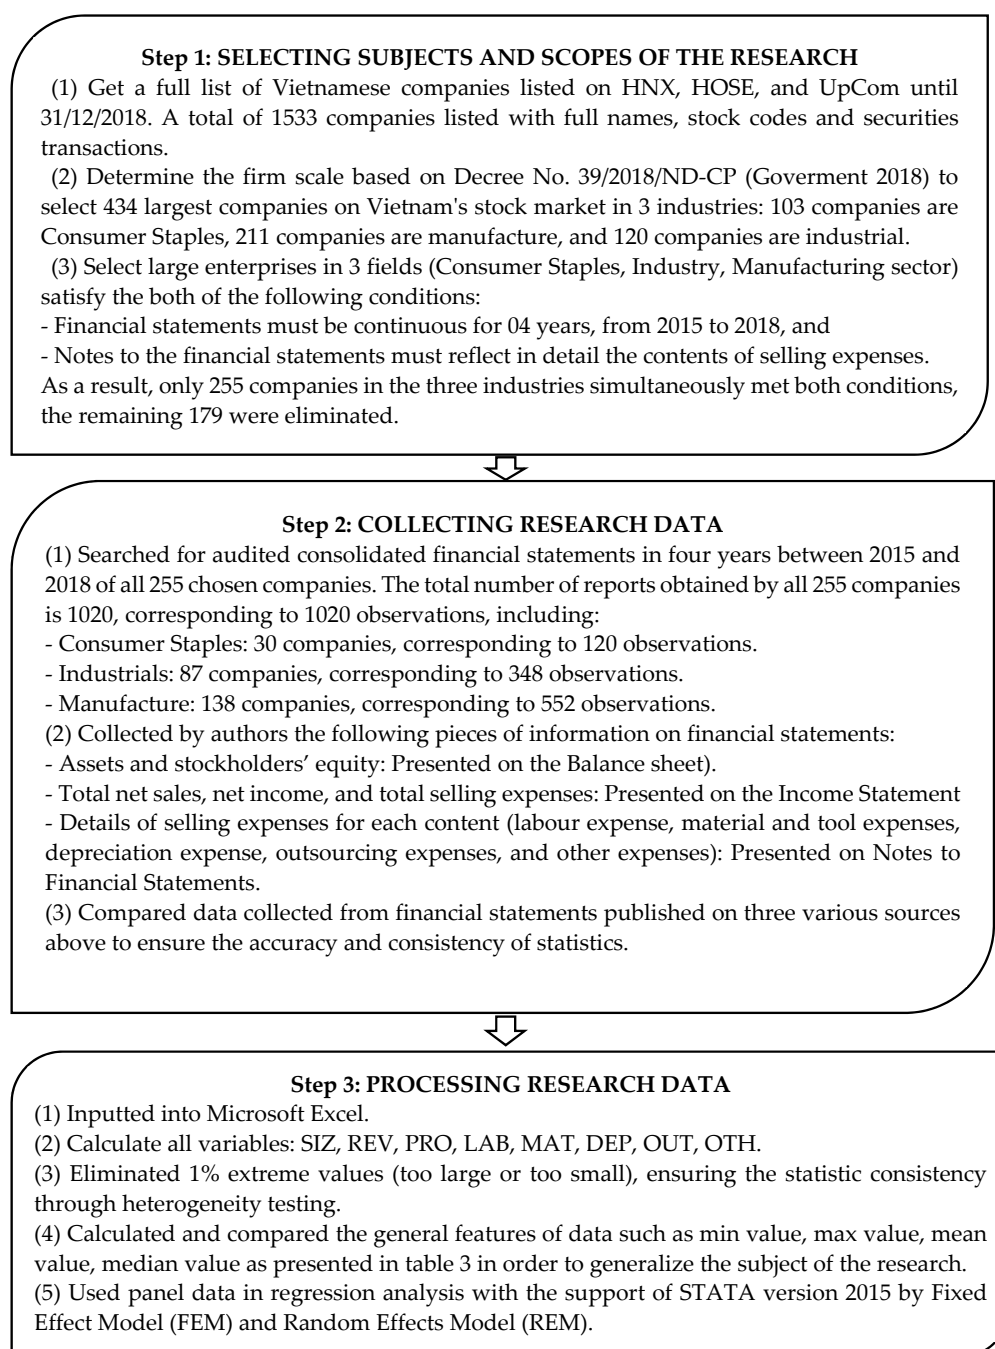 Step 1: SELECTING SUBJECTS AND SCOPES OF THE RESEARCH
(1) Get a full list of Vietnamese companies listed on HNX, HOSE, and UpCom until
31/12/2018. A total of 1533 companies listed with full names, stock codes and securities
transactions.
(2) Determine the firm scale based on Decree No. 39/2018/ND-CP (Goverment 2018) to
select 434 largest companies on Vietnam's stock market in 3 industries: 103 companies are
Consumer Staples, 211 companies are manufacture, and 120 companies are industrial.
(3) Select large enterprises in 3 fields (Consumer Staples, Industry, Manufacturing sector)
satisfy the both of the following conditions:
- Financial statements must be continuous for 04 years, from 2015 to 2018, and
- Notes to the financial statements must reflect in detail the contents of selling expenses.
As a result, only 255 companies in the three industries simultaneously met both conditions,
the remaining 179 were eliminated.
Step 2: COLLECTING RESEARCH DATA
(1) Searched for audited consolidated financial statements in four years between 2015 and
2018 of all 255 chosen companies. The total number of reports obtained by all 255 companies
is 1020, corresponding to 1020 observations, including:
- Consumer Staples: 30 companies, corresponding to 120 observations.
- Industrials: 87 companies, corresponding to 348 observations.
- Manufacture: 138 companies, corresponding to 552 observations.
(2) Collected by authors the following pieces of information on financial statements:
- Assets and stockholders' equity: Presented on the Balance sheet).
- Total net sales, net income, and total selling expenses: Presented on the Income Statement
- Details of selling expenses for each content (labour expense, material and tool expenses,
depreciation expense, outsourcing expenses, and other expenses): Presented on Notes to
Financial Statements.
(3) Compared data collected from financial statements published on three various sources
above to ensure the accuracy and consistency of statistics.
Step 3: PROCESSING RESEARCH DATA
(1) Inputted into Microsoft Excel.
(2) Calculate all variables: SIZ, REV, PRO, LAB, MAT, DEP, OUT, OTH.
(3) Eliminated 1% extreme values (too large or too small), ensuring the statistic consistency
through heterogeneity testing.
(4) Calculated and compared the general features of data such as min value, max value, mean
value, median value as presented in table 3 in order to generalize the subject of the research.
(5) Used panel data in regression analysis with the support of STATA version 2015 by Fixed
Effect Model (FEM) and Random Effects Model (REM).